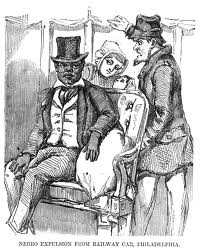 NEGRO EXPULSION FROM RAILWAY CAR, PHILADELPHIA.